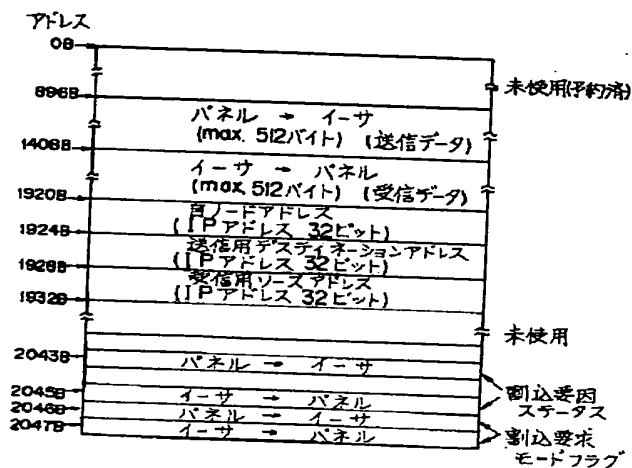 アドレス
0B
未使用(予約済)
896B
パネル → イーサ
(max. 512バイト) (送信データ)
1408B
イーサ → パネル
(max. 512バイト) (受信データ)
1920B
自ノードアドレス
(IPアドレス 32ビット)
1924B
送信用デスティネーションアドレス
(IPアドレス 32ビット)
1928B
受信用ソースアドレス
(IPアドレス 32ビット)
1932B
未使用
2043B
パネル → イーサ
割込要因
ステータス
2045B
イーサ → パネル
2046B
パネル → イーサ
2047B
イーサ → パネル
割込要求
モードフラグ